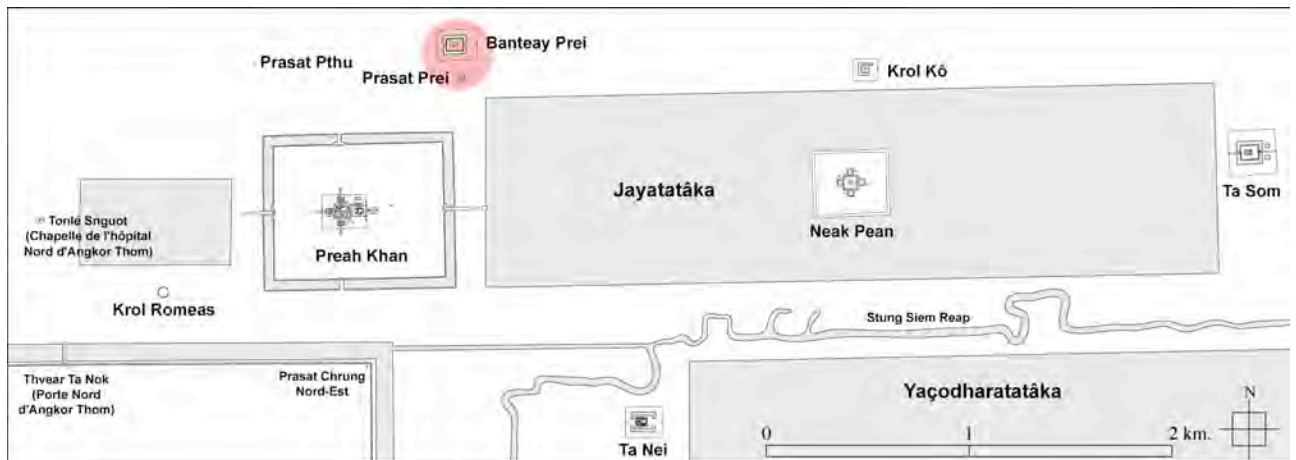 Banteay Prei
Prasat Pthu
Prasat Prei
Krol Kô
Jayatatâka
Ta Som
Neak Pean
Tonlé Snguot
(Chapelle de l'hôpital
Nord d'Angkor Thom)
Preah Khan
Krol Romeas
Stung Siem Reap
Thvear Ta Nok
(Porte Nord
d'Angkor Thom)
Prasat Chrung
Nord-Est
Yaçodharatatâka
N
Ta Nei
0
1
2 km.